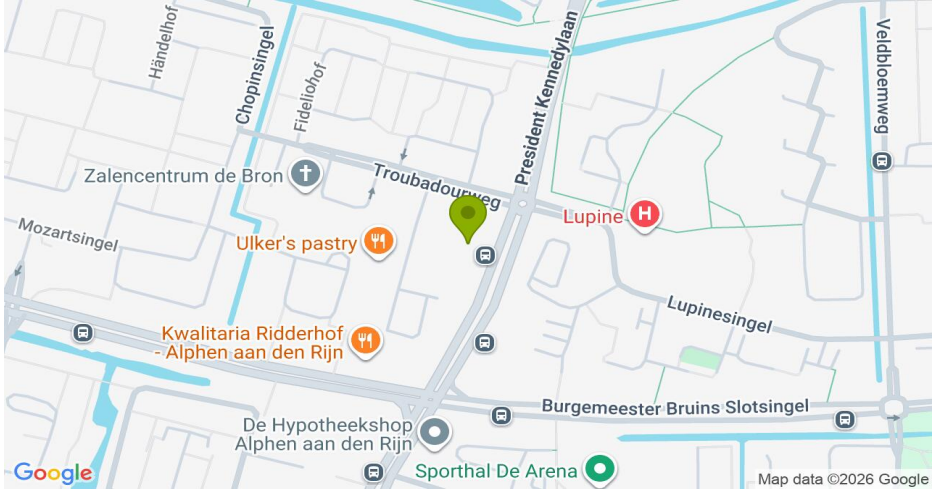 Händelhof
Chopinsingel
Fideliohof
President Kennedylaan
Veldbloemweg
Zalencentrum de Bron
Troubadourweg
Lupine
H
Mozartsingel
Ulker's pastry
Lupinesingel
Kwalitaria Ridderhof
- Alphen aan den Rijn
Burgemeester Bruins Slotsingel
De Hypotheekshop
Alphen aan den Rijn
Sporthal De Arena
Google
Map data ©2026 Google